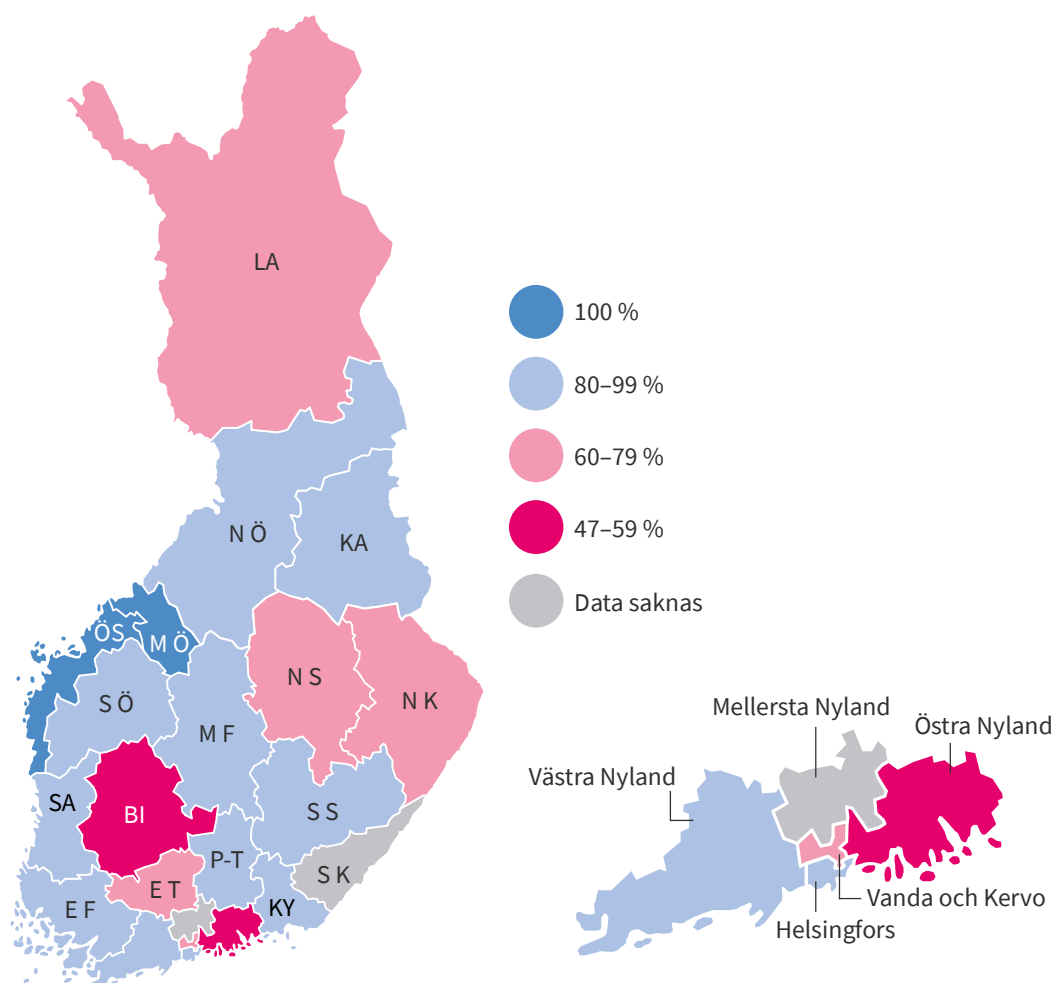 LA
100 %
80–99 %
60–79 %
47–59 %
Data saknas
N Ö
KA
ÖS
M Ö
S Ö
N S
N K
M F
SA
BI
S S
P-T
E T
S K
E F
KY
Mellersta Nyland
Östra Nyland
Västra Nyland
Vanda och Kervo
Helsingfors